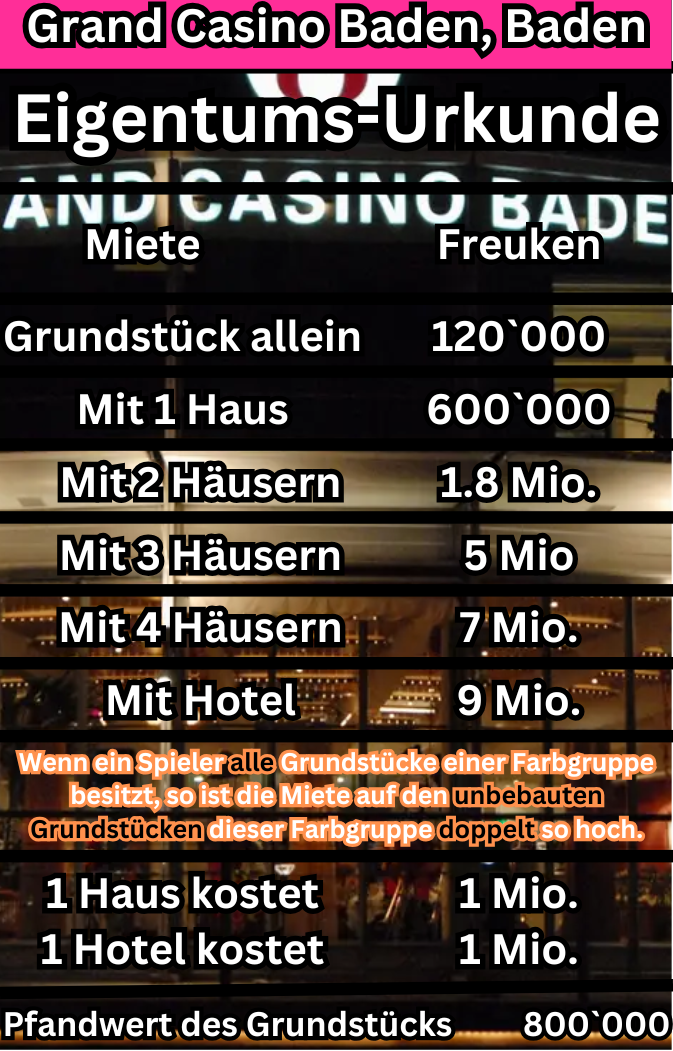 Grand Casino Baden, Baden
Eigentums-Urkunde
AND CASINO BADE
Miete Freuken
Grundstück allein 120`000
Mit 1 Haus 600`000
Mit 2 Häusern 1.8 Mio.
Mit 3 Häusern 5 Mio
Mit 4 Häusern 7 Mio.
Mit Hotel 9 Mio.
Wenn ein Spieler alle Grundstücke einer Farbgruppe
besitzt, so ist die Miete auf den unbebauten
Grundstücken dieser Farbgruppe doppelt so hoch.
1 Haus kostet 1 Mio.
1 Hotel kostet 1 Mio.
Pfandwert des Grundstücks 800`000